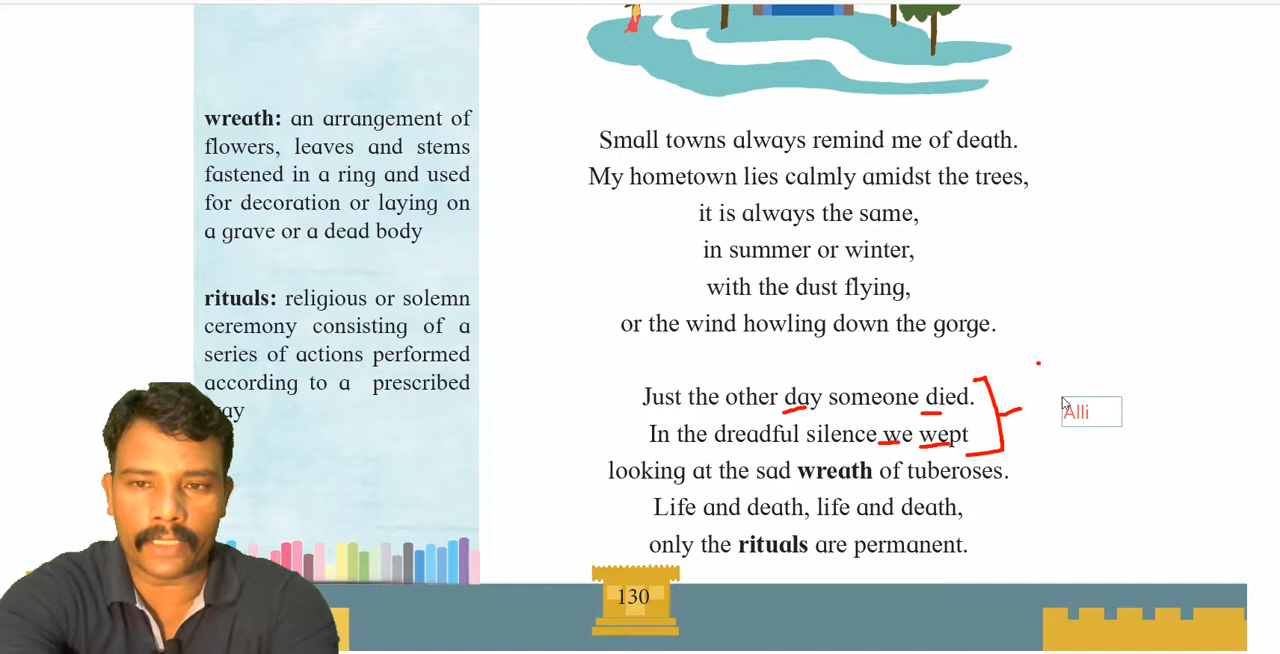 wreath: an arrangement of
flowers, leaves and stems
fastened in a ring and used
for decoration or laying on
a grave or a dead body
rituals: religious or solemn
ceremony consisting of a
series of actions performed
according to a prescribed
Small towns always remind me of death.
My hometown lies calmly amidst the trees,
it is always the same,
in summer or winter,
with the dust flying,
or the wind howling down the gorge.
Just the other day someone died.
In the dreadful silence we wept
looking at the sad wreath of tuberoses.
Life and death, life and death,
only the rituals are permanent.
Alli
130